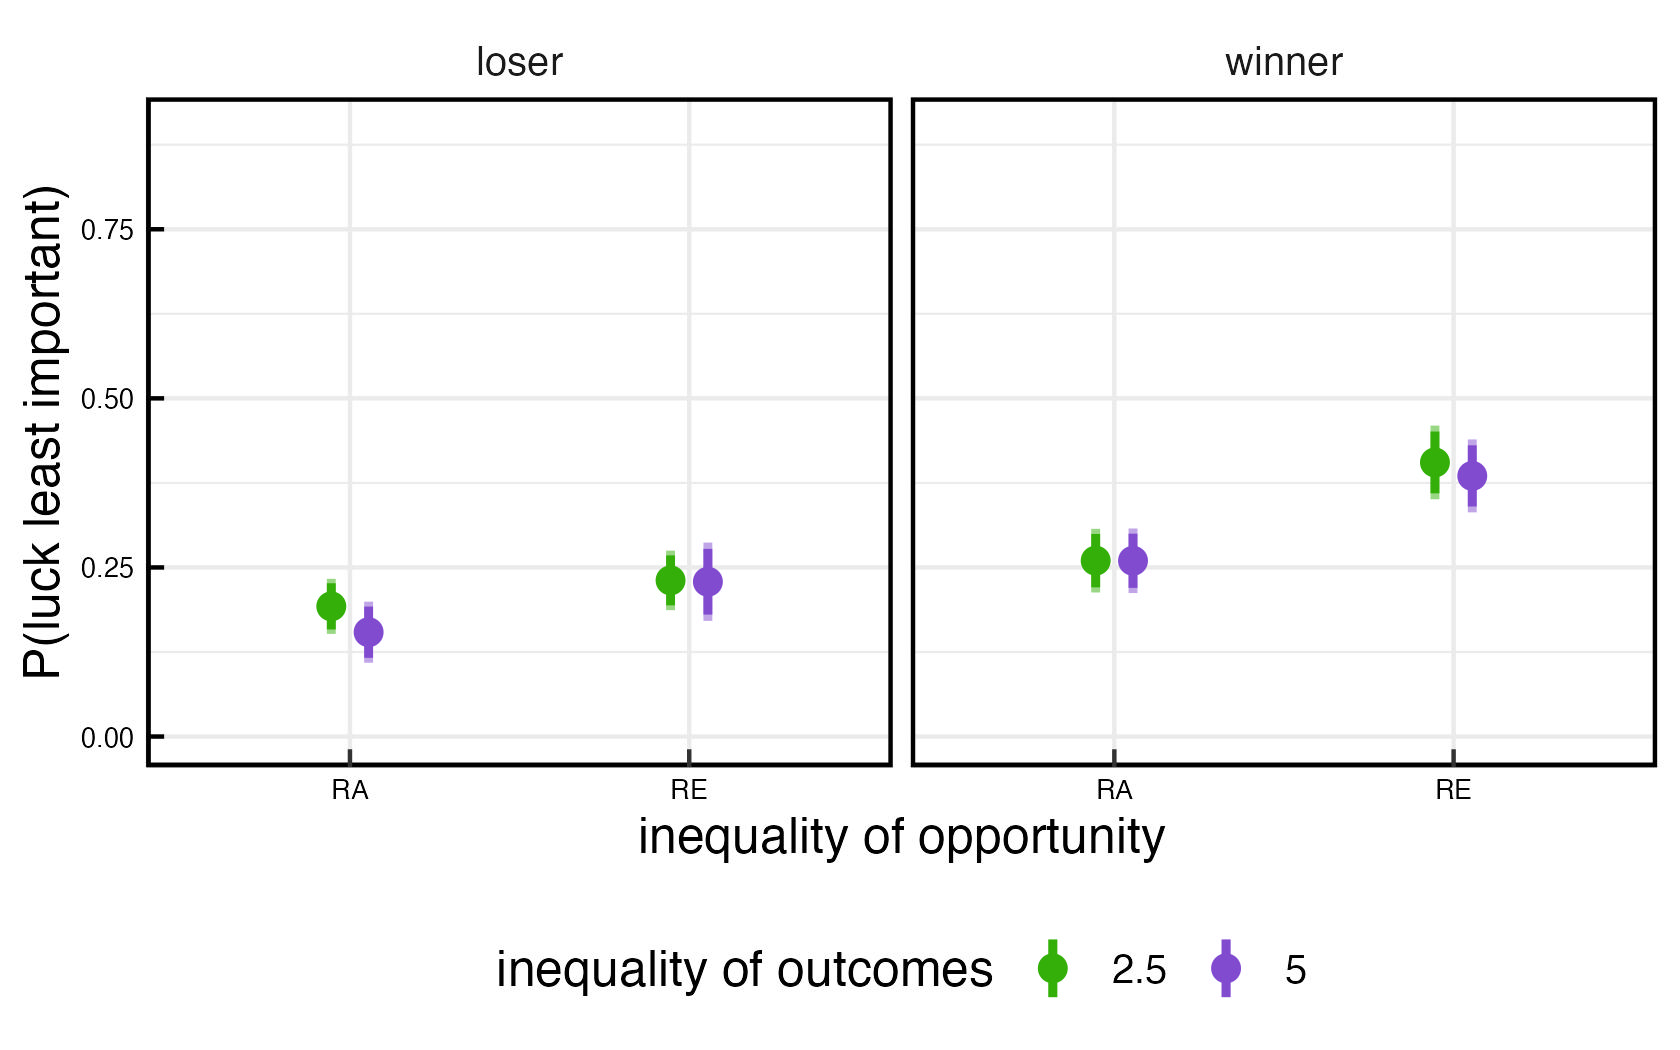 loser
winner
P(luck least important)
0.75
0.50
0.25
0.00
RA
RE
RA
RE
inequality of opportunity
inequality of outcomes 2.5 5